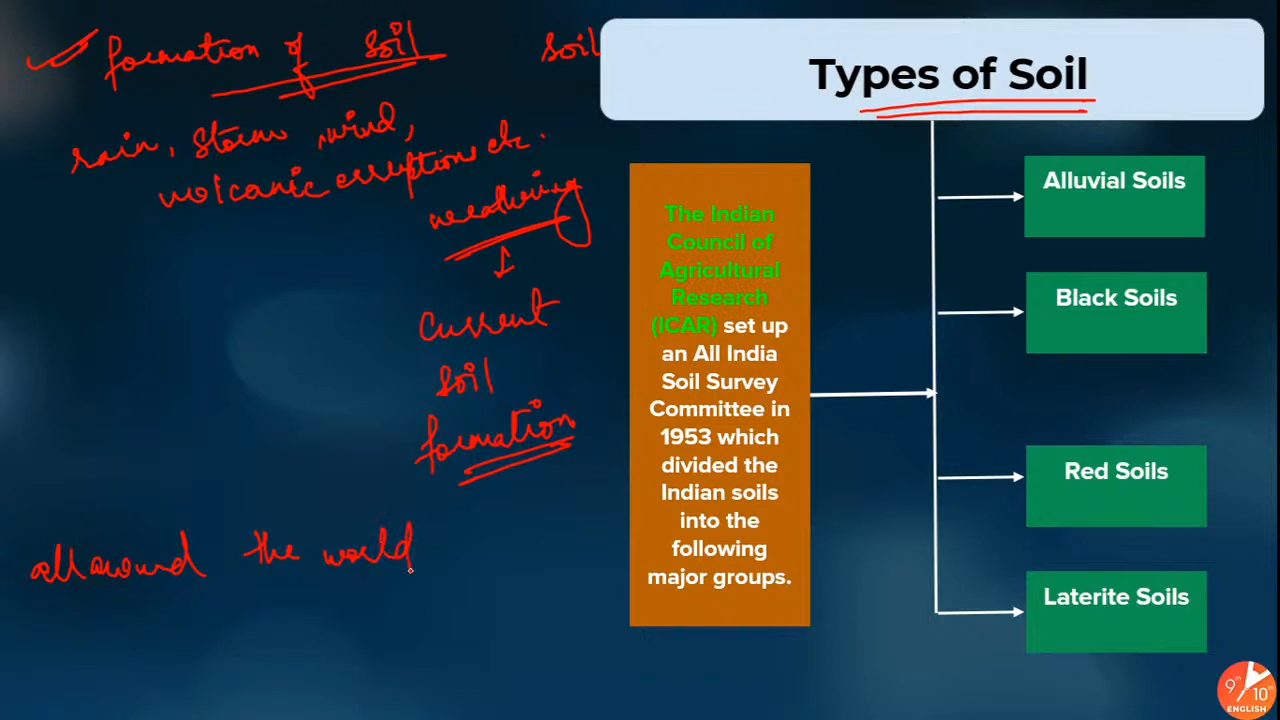 formation of soil soil
rain, storm, wind,
volcanic erruptions etc.
weathering
current
soil
formation
all around the world
Types of Soil
The Indian
Council of
Agricultural
Research
(ICAR) set up
an All India
Soil Survey
Committee in
1953 which
divided the
Indian soils
into the
following
major groups.
Alluvial Soils
Black Soils
Red Soils
Laterite Soils
9th
10th
ENGLISH